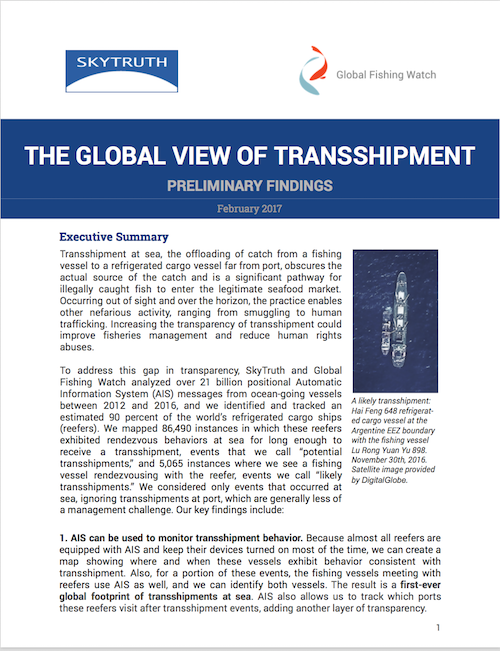 SKYTRUTH
Global Fishing Watch
THE GLOBAL VIEW OF TRANSSHIPMENT
PRELIMINARY FINDINGS
February 2017
Executive Summary
Transshipment at sea, the offloading of catch from a fishing
vessel to a refrigerated cargo vessel far from port, obscures the
actual source of the catch and is a significant pathway for
illegally caught fish to enter the legitimate seafood market.
Occurring out of sight and over the horizon, the practice enables
other nefarious activity, ranging from smuggling to human
trafficking. Increasing the transparency of transshipment could
improve fisheries management and reduce human rights
abuses.
To address this gap in transparency, SkyTruth and Global
Fishing Watch analyzed over 21 billion positional Automatic
Information System (AIS) messages from ocean-going vessels
between 2012 and 2016, and we identified and tracked an
estimated 90 percent of the world's refrigerated cargo ships
(reefers). We mapped 86,490 instances in which these reefers
exhibited rendezvous behaviors at sea for long enough to
receive a transshipment, events that we call “potential
transshipments,” and 5,065 instances where we see a fishing
vessel rendezvousing with the reefer, events we call “likely
transshipments.” We considered only events that occurred at
sea, ignoring transshipments at port, which are generally less of
a management challenge. Our key findings include:
A likely transshipment:
Hai Feng 648 refrigerat-
ed cargo vessel at the
Argentine EEZ boundary
with the fishing vessel
Lu Rong Yuan Yu 898.
November 30th, 2016.
Satellite image provided
by DigitalGlobe.
1. AIS can be used to monitor transshipment behavior. Because almost all reefers are
equipped with AIS and keep their devices turned on most of the time, we can create a
map showing where and when these vessels exhibit behavior consistent with
transshipment. Also, for a portion of these events, the fishing vessels meeting with
reefers use AIS as well, and we can identify both vessels. The result is a first-ever
global footprint of transshipments at sea. AIS also allows us to track which ports
these reefers visit after transshipment events, adding another layer of transparency.
1